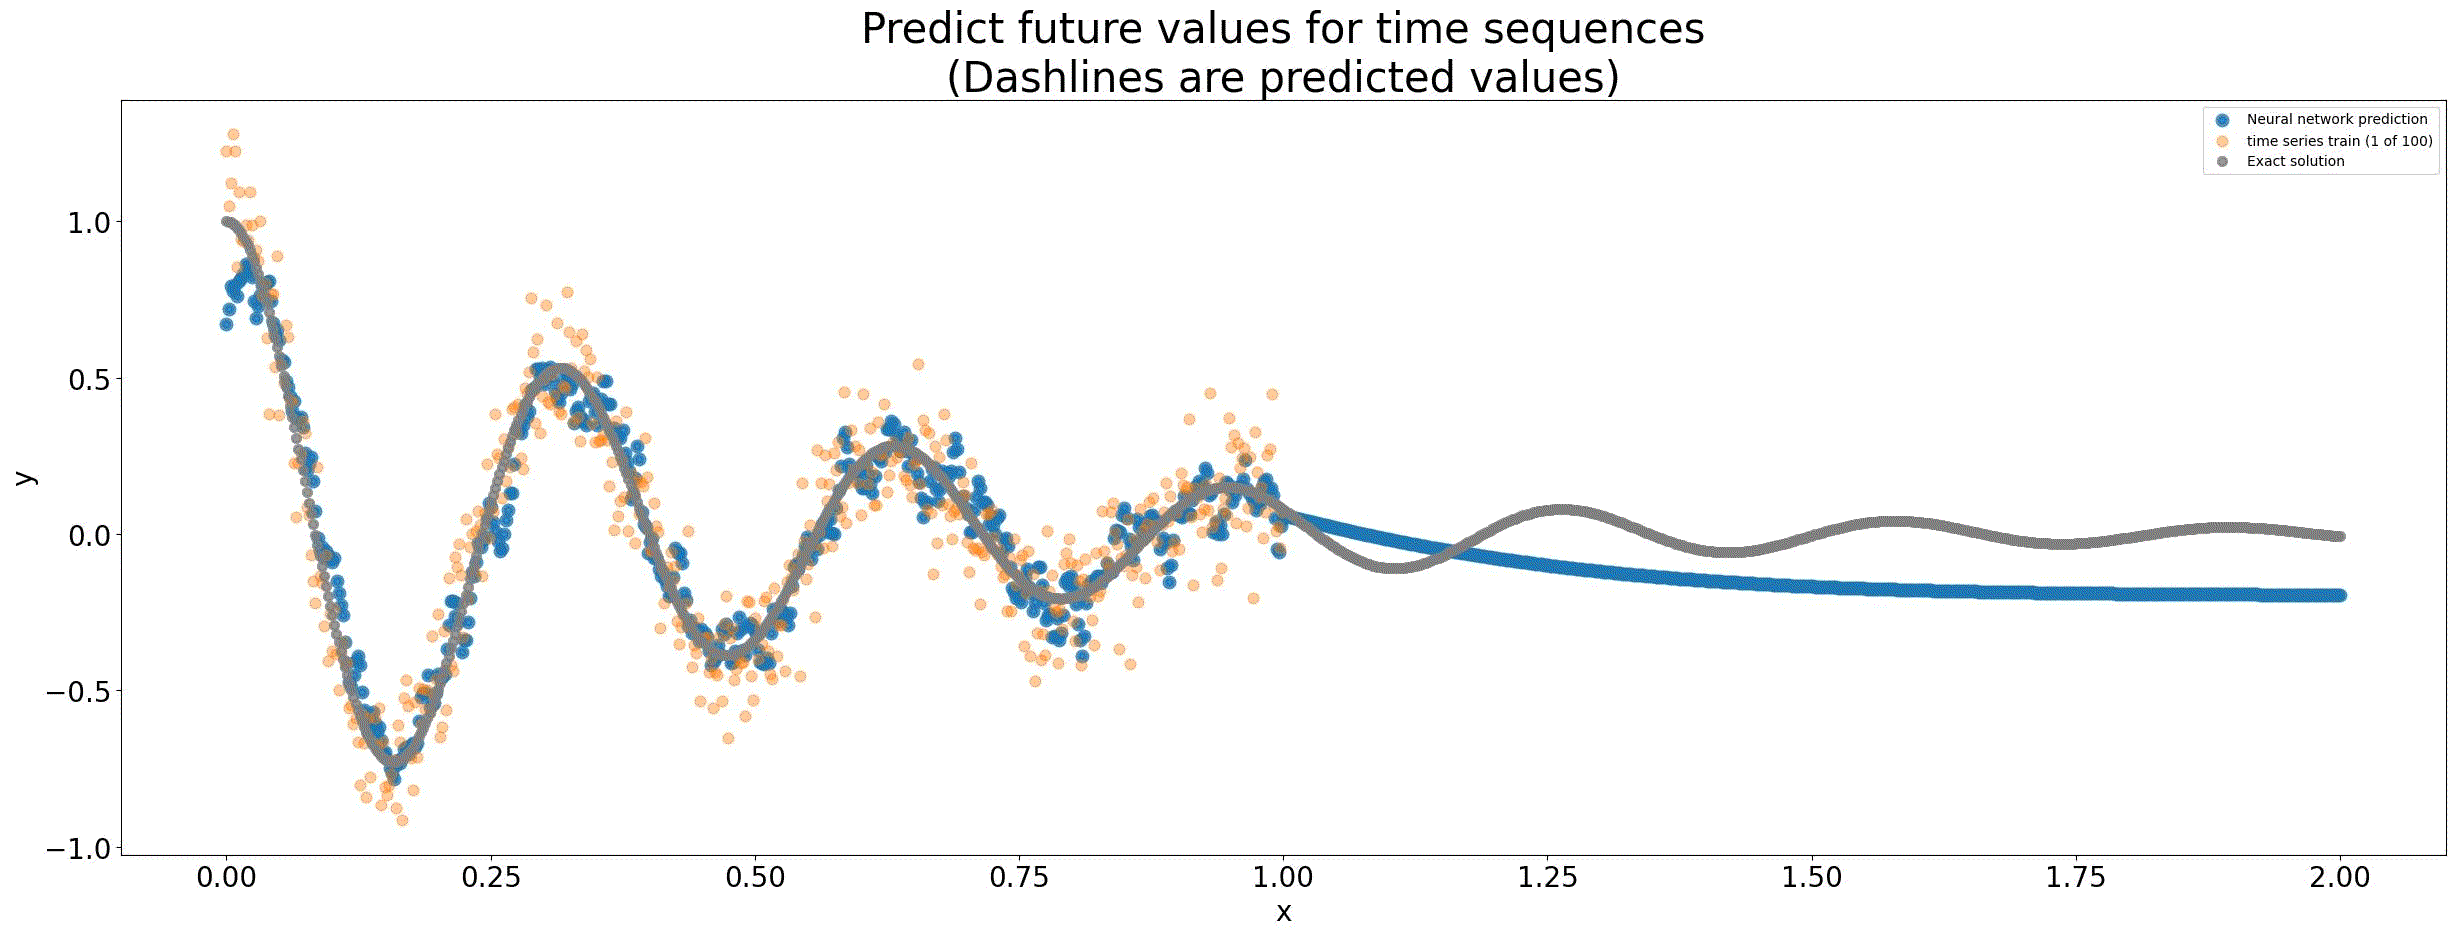 Predict future values for time sequences
(Dashlines are predicted values)
Neural network prediction
time series train (1 of 100)
Exact solution
y
1.0
0.5
0.0
−0.5
−1.0
0.00 0.25 0.50 0.75 1.00 1.25 1.50 1.75 2.00
x